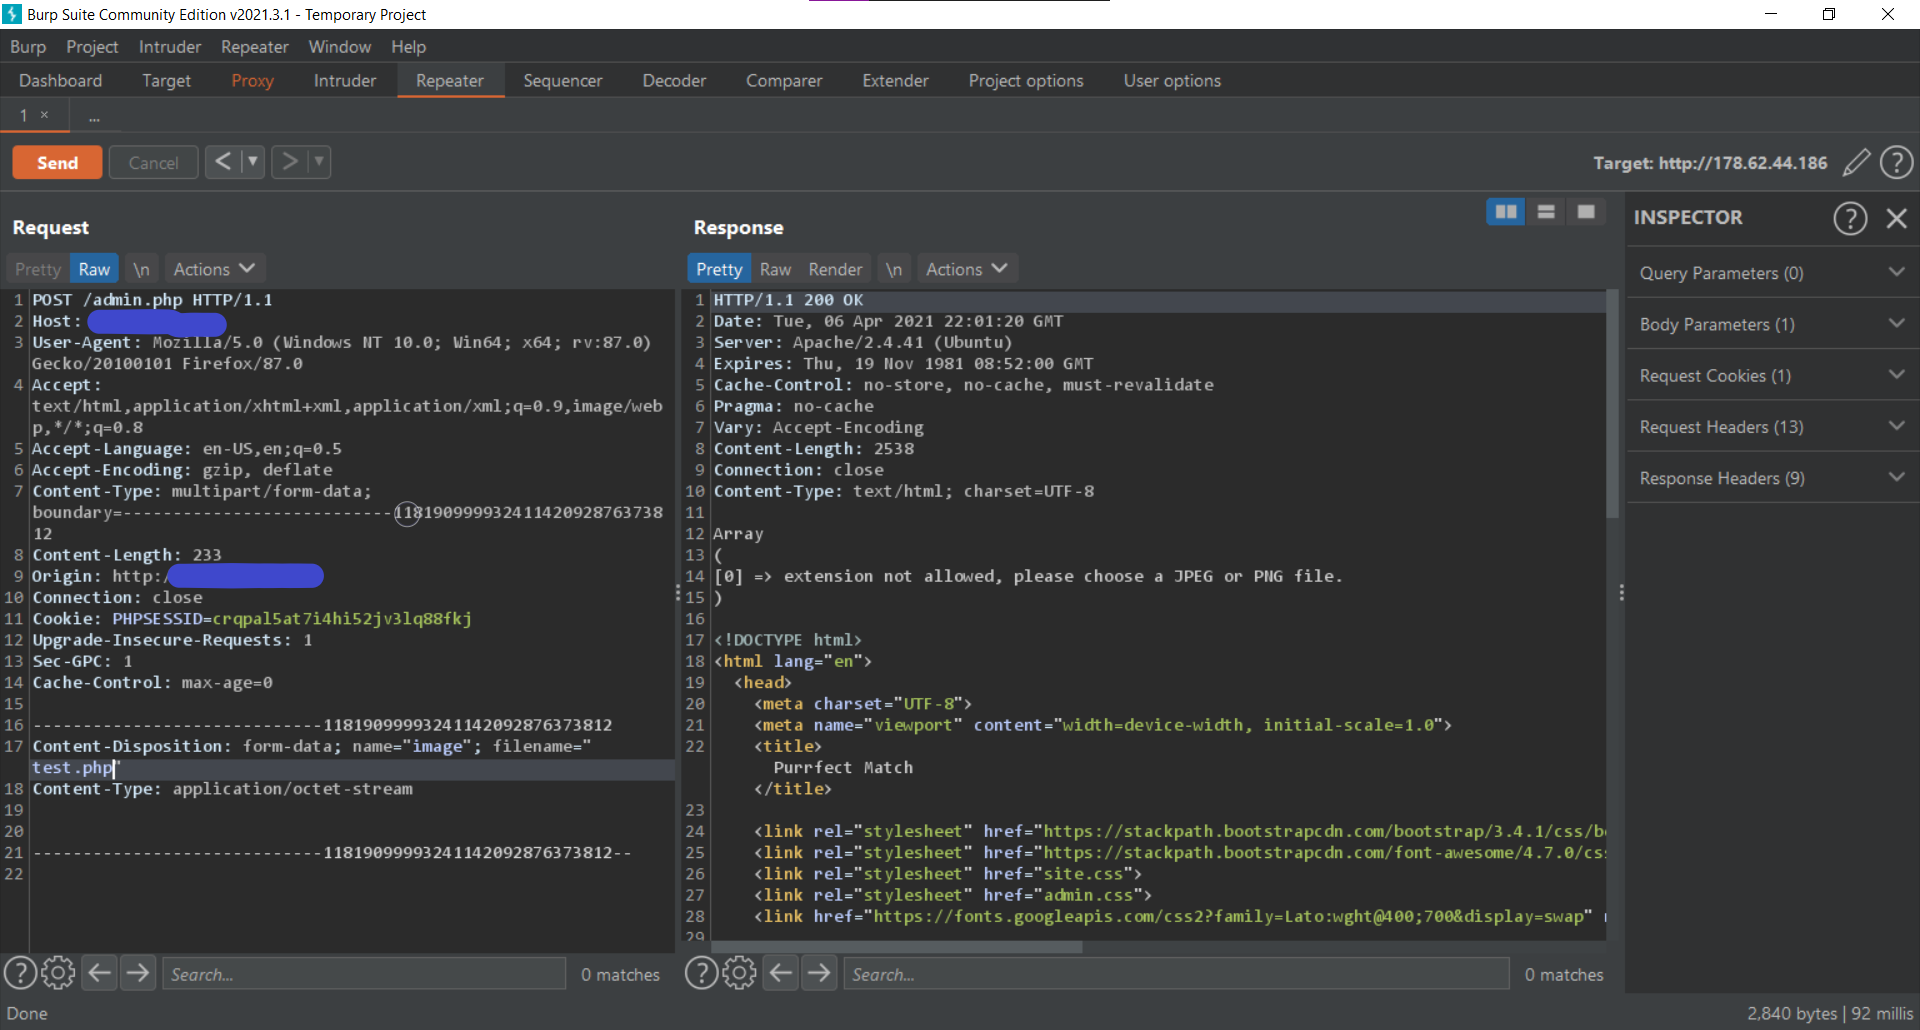 Burp Suite Community Edition v2021.3.1 - Temporary Project
Burp Project Intruder Repeater Window Help
Dashboard Target Proxy Intruder Repeater Sequencer Decoder Comparer Extender Project options User options
1 × ...
Send Cancel < ▼ > ▼ Target: http://178.62.44.186 ?
Request
Pretty Raw \n Actions
1 POST /admin.php HTTP/1.1
2 Host:
3 User-Agent: Mozilla/5.0 (Windows NT 10.0; Win64; x64; rv:87.0)
Gecko/20100101 Firefox/87.0
4 Accept:
text/html,application/xhtml+xml,application/xml;q=0.9,image/web
p,*/*;q=0.8
5 Accept-Language: en-US,en;q=0.5
6 Accept-Encoding: gzip, deflate
7 Content-Type: multipart/form-data;
boundary=---------------------------118190999932411420928763738
12
8 Content-Length: 233
9 Origin: http:/
10 Connection: close
11 Cookie: PHPSESSID=crqpal5at7i4hi52jv3lq88fkj
12 Upgrade-Insecure-Requests: 1
13 Sec-GPC: 1
14 Cache-Control: max-age=0
15
16 -----------------------------11819099993241142092876373812
17 Content-Disposition: form-data; name="image"; filename="
test.php"
18 Content-Type: application/octet-stream
19
20
21 -----------------------------11819099993241142092876373812--
22
? Search... 0 matches
Response
Pretty Raw Render \n Actions
1 HTTP/1.1 200 OK
2 Date: Tue, 06 Apr 2021 22:01:20 GMT
3 Server: Apache/2.4.41 (Ubuntu)
4 Expires: Thu, 19 Nov 1981 08:52:00 GMT
5 Cache-Control: no-store, no-cache, must-revalidate
6 Pragma: no-cache
7 Vary: Accept-Encoding
8 Content-Length: 2538
9 Connection: close
10 Content-Type: text/html; charset=UTF-8
11
12 Array
13 (
14 [0] => extension not allowed, please choose a JPEG or PNG file.
15 )
16
17 <!DOCTYPE html>
18 <html lang="en">
19 <head>
20 <meta charset="UTF-8">
21 <meta name="viewport" content="width=device-width, initial-scale=1.0">
22 <title>
Purrfect Match
</title>
23
24 <link rel="stylesheet" href="https://stackpath.bootstrapcdn.com/bootstrap/3.4.1/css/b
25 <link rel="stylesheet" href="https://stackpath.bootstrapcdn.com/font-awesome/4.7.0/cs
26 <link rel="stylesheet" href="site.css">
27 <link rel="stylesheet" href="admin.css">
28 <link href="https://fonts.googleapis.com/css2?family=Lato:wght@400;700&display=swap"
29
? Search... 0 matches
INSPECTOR ?
Query Parameters (0)
Body Parameters (1)
Request Cookies (1)
Request Headers (13)
Response Headers (9)
Done 2,840 bytes | 92 millis